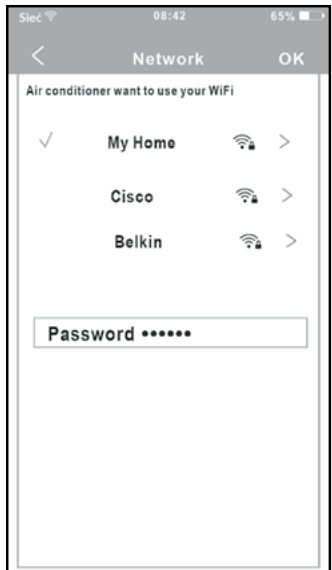 Sieć 08:42 65%
Network OK
Air conditioner want to use your WiFi
My Home
Cisco
Belkin
Password ••••••